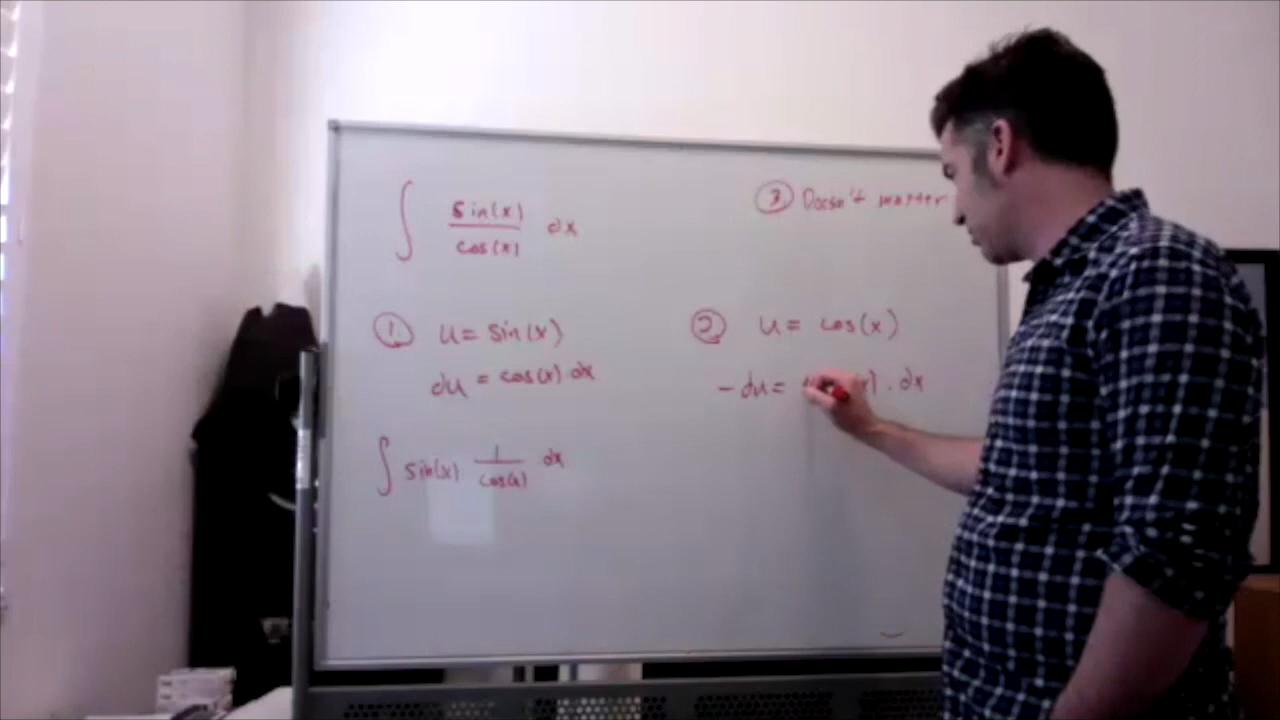 ∫ sin(x)/cos(x) dx
③ Doesn't matter
① u = sin(x)
du = cos(x) dx
② u = cos(x)
- du = · dx
∫ sin(x) 1/cos(x) dx